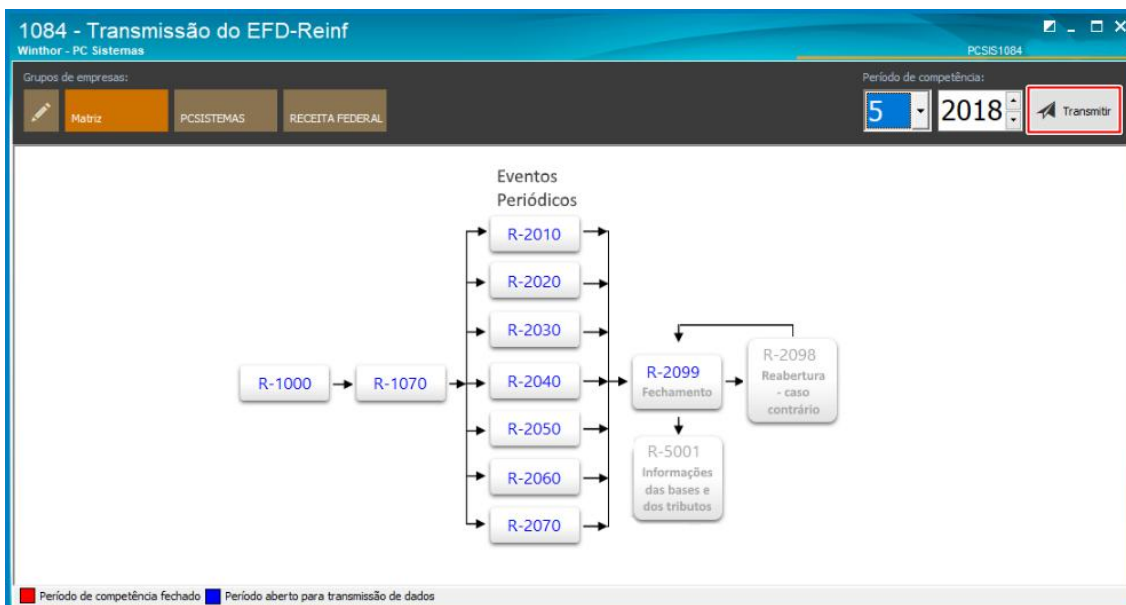 1084 - Transmissão do EFD-Reinf
Winthor - PC Sistemas
PCSIS1084
Grupos de empresas:
Período de competência:
Matriz
PCSISTEMAS
RECEITA FEDERAL
5
2018
Transmitir
Eventos
Periódicos
R-2010
R-2020
R-2030
R-1000
R-1070
R-2040
R-2050
R-2060
R-2070
R-2099
Fechamento
R-2098
Reabertura
- caso
contrário
R-5001
Informações
das bases e
dos tributos
Período de competência fechado
Período aberto para transmissão de dados